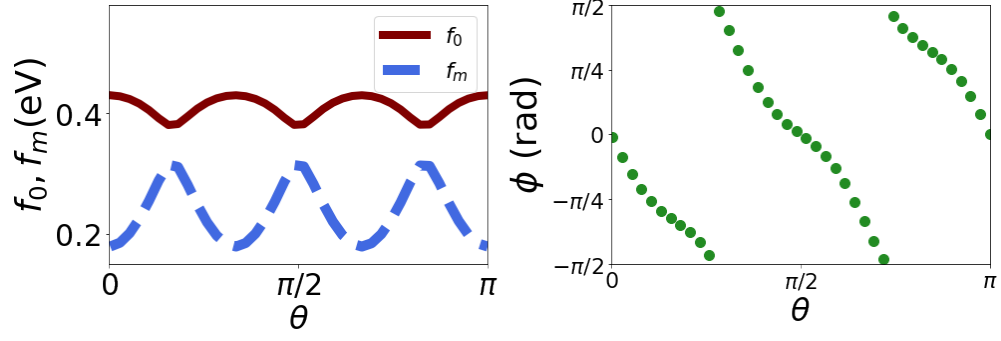 f₀, fₘ(eV)
0.4
0.2
f₀
fₘ
0
π/2
π
θ
ϕ (rad)
π/2
π/4
0
−π/4
−π/2
0
π/2
π
θ